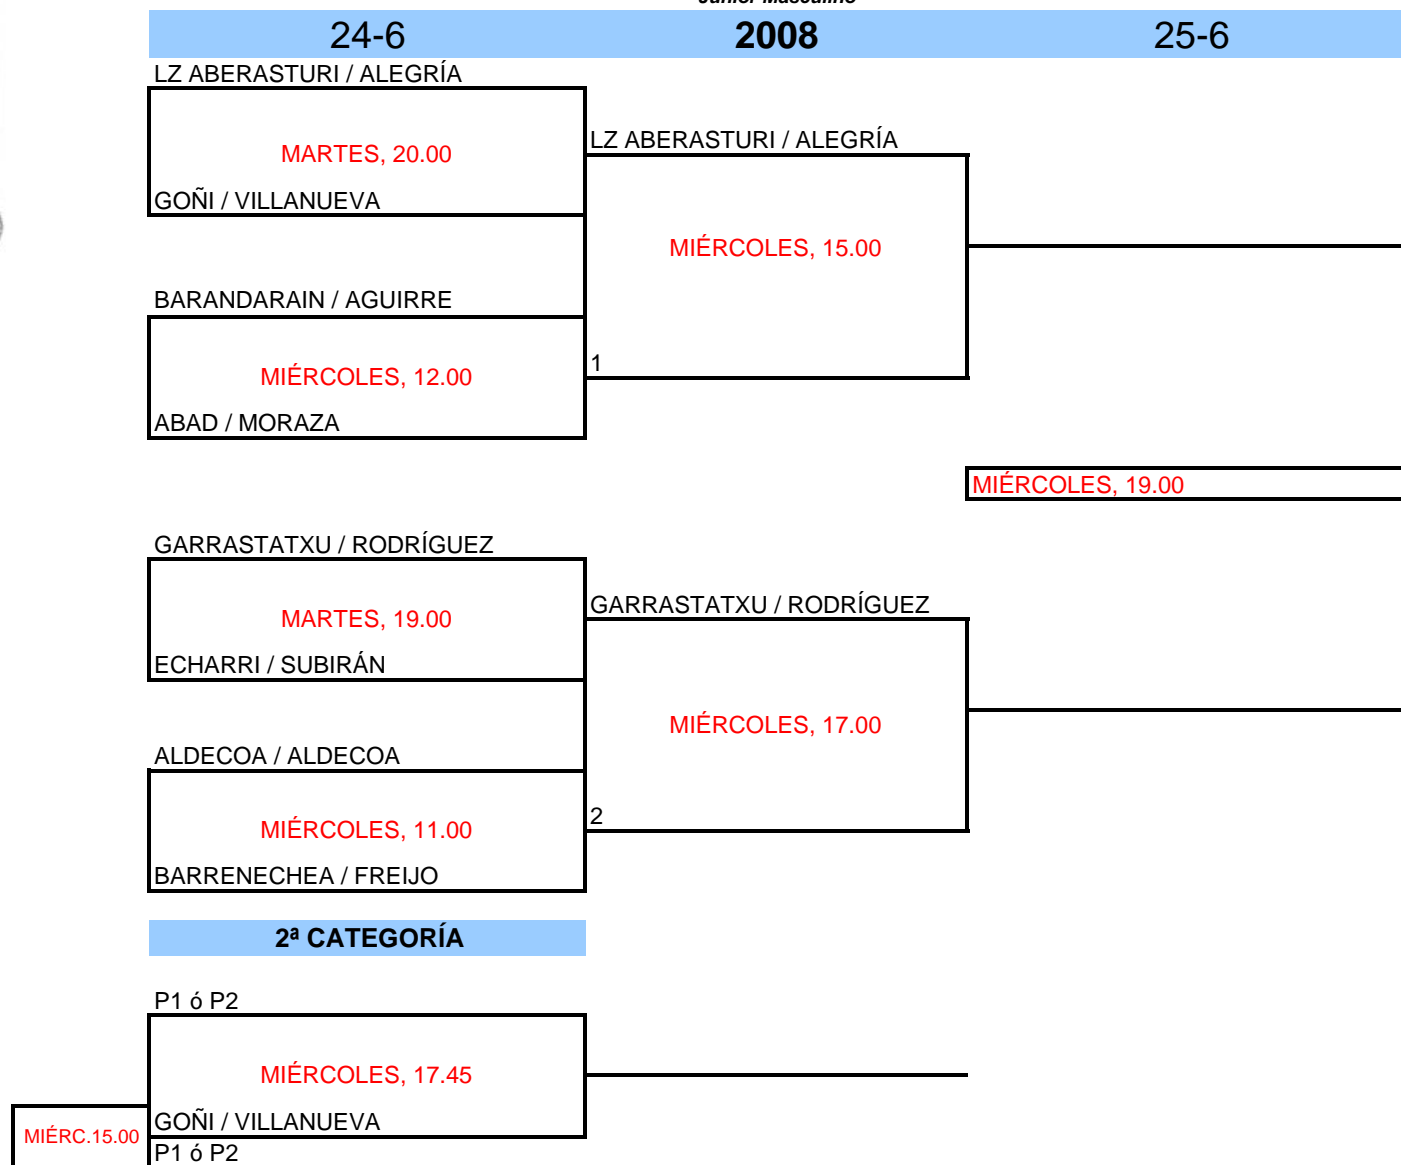 Junior Masculino
24-6 2008 25-6
LZ ABERASTURI / ALEGRÍA
LZ ABERASTURI / ALEGRÍA
MARTES, 20.00
GOÑI / VILLANUEVA
MIÉRCOLES, 15.00
BARANDARAIN / AGUIRRE
1
MIÉRCOLES, 12.00
ABAD / MORAZA
MIÉRCOLES, 19.00
GARRASTATXU / RODRÍGUEZ
GARRASTATXU / RODRÍGUEZ
MARTES, 19.00
ECHARRI / SUBIRÁN
MIÉRCOLES, 17.00
ALDECOA / ALDECOA
2
MIÉRCOLES, 11.00
BARRENECHEA / FREIJO
2ª CATEGORÍA
P1 ó P2
MIÉRCOLES, 17.45
GOÑI / VILLANUEVA
MIÉRC.15.00
P1 ó P2